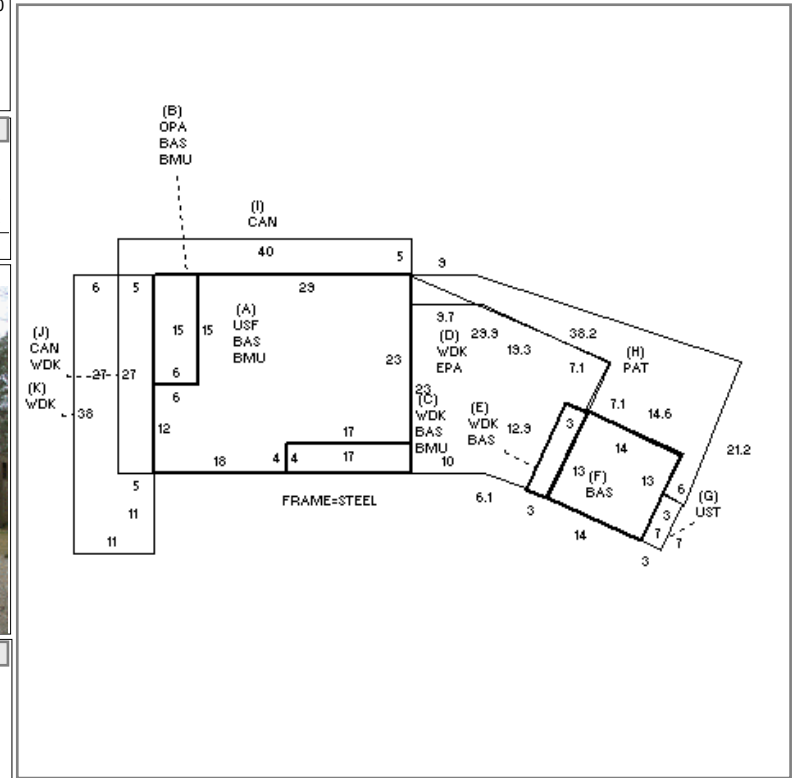 (B)
OPA
BAS
BMU
(I)
CAN
40
5
9
6
5
29
(A)
USF
BAS
BMU
15
15
9.7
29.9
38.2
(D)
WDK
EPA
19.3
(H)
PAT
(J)
CAN
WDK
27
27
6
6
23
7.1
(K)
WDK
38
23
(C)
WDK
BAS
BMU
(E)
WDK
BAS
12.9
3
7.1
14.6
12
17
14
21.2
18
4
4
17
10
13
(F)
BAS
13
6
5
6.1
3
(G)
UST
FRAME=STEEL
11
3
7
7
14
11
3